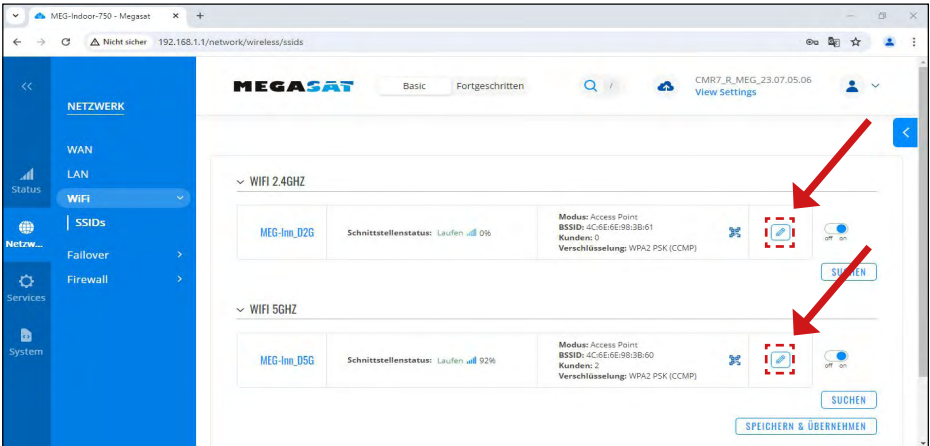 MEG-Indoor-750 - Megasat
Nicht sicher 192.168.1.1/network/wireless/ssids
MEGASAT
Basic
Fortgeschritten
/
CMR7_R_MEG_23.07.05.06
View Settings
NETZWERK
WAN
LAN
WiFi
SSIDs
Failover
Firewall
Status
Netzw...
Services
System
WIFI 2.4GHZ
MEG-Inn_D2G
Schnittstellenstatus: Laufen 0%
Modus: Access Point
BSSID: 4C:6E:6E:98:3B:61
Kunden: 0
Verschlüsselung: WPA2 PSK (CCMP)
off on
WIFI 5GHZ
MEG-Inn_D5G
Schnittstellenstatus: Laufen 92%
Modus: Access Point
BSSID: 4C:6E:6E:98:3B:60
Kunden: 2
Verschlüsselung: WPA2 PSK (CCMP)
off on
SUCHEN
SPEICHERN & ÜBERNEHMEN